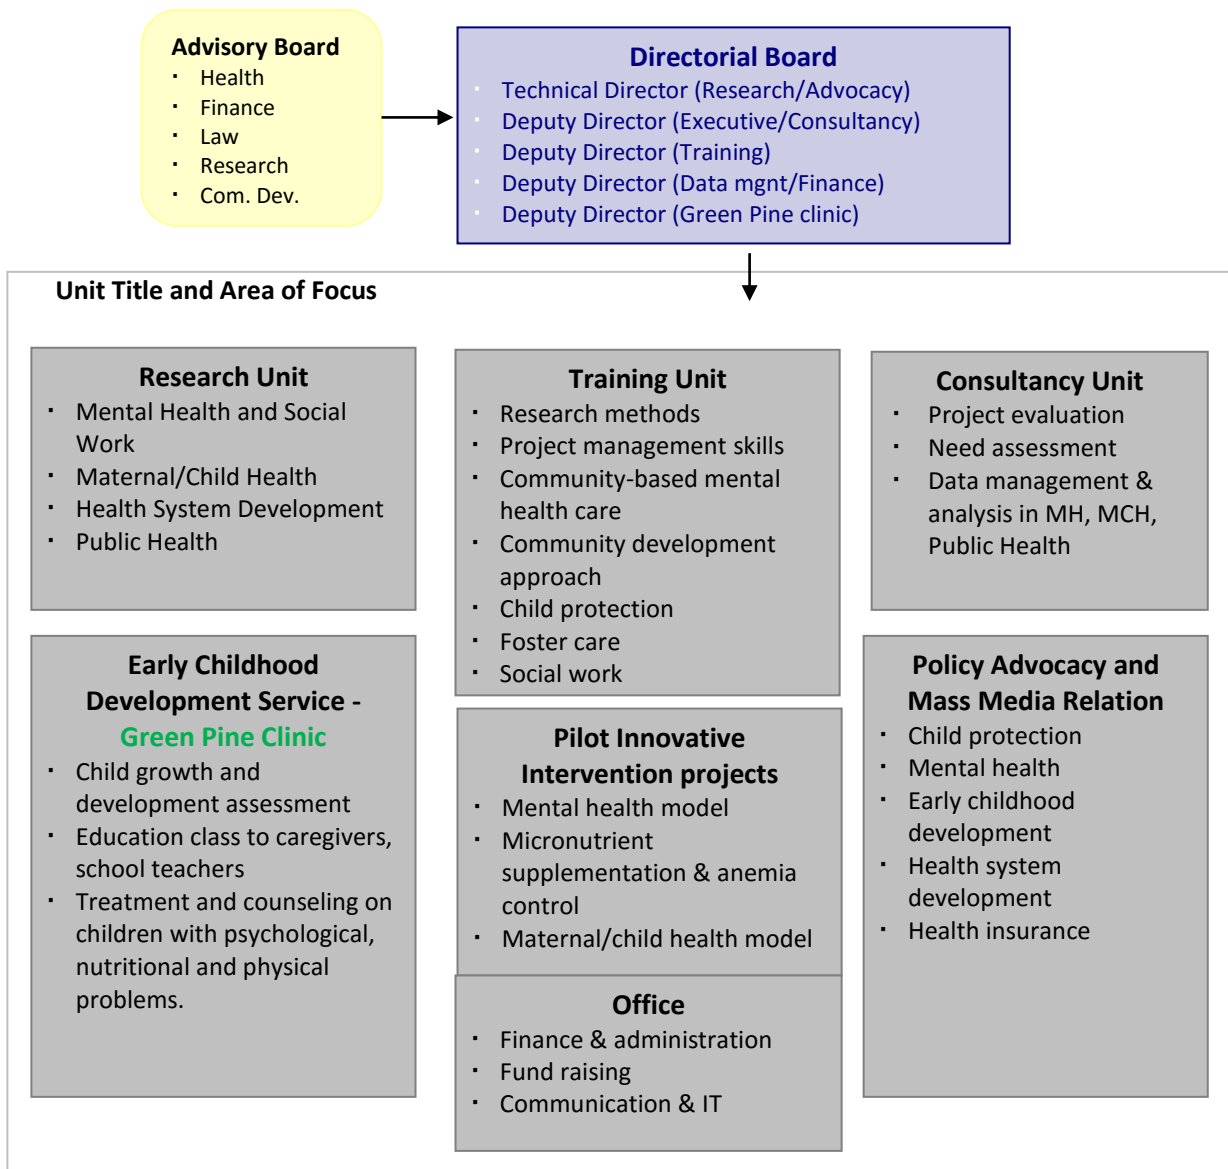 Advisory Board
· Health
· Finance
· Law
· Research
· Com. Dev.
Directorial Board
· Technical Director (Research/Advocacy)
· Deputy Director (Executive/Consultancy)
· Deputy Director (Training)
· Deputy Director (Data mgnt/Finance)
· Deputy Director (Green Pine clinic)
Unit Title and Area of Focus
Research Unit
· Mental Health and Social
Work
· Maternal/Child Health
· Health System Development
· Public Health
Training Unit
· Research methods
· Project management skills
· Community-based mental
health care
· Community development
approach
· Child protection
· Foster care
· Social work
Consultancy Unit
· Project evaluation
· Need assessment
· Data management &
analysis in MH, MCH,
Public Health
Early Childhood
Development Service -
Green Pine Clinic
· Child growth and
development assessment
· Education class to caregivers,
school teachers
· Treatment and counseling on
children with psychological,
nutritional and physical
problems.
Pilot Innovative
Intervention projects
· Mental health model
· Micronutrient
supplementation & anemia
control
· Maternal/child health model
Policy Advocacy and
Mass Media Relation
· Child protection
· Mental health
· Early childhood
development
· Health system
development
· Health insurance
Office
· Finance & administration
· Fund raising
· Communication & IT